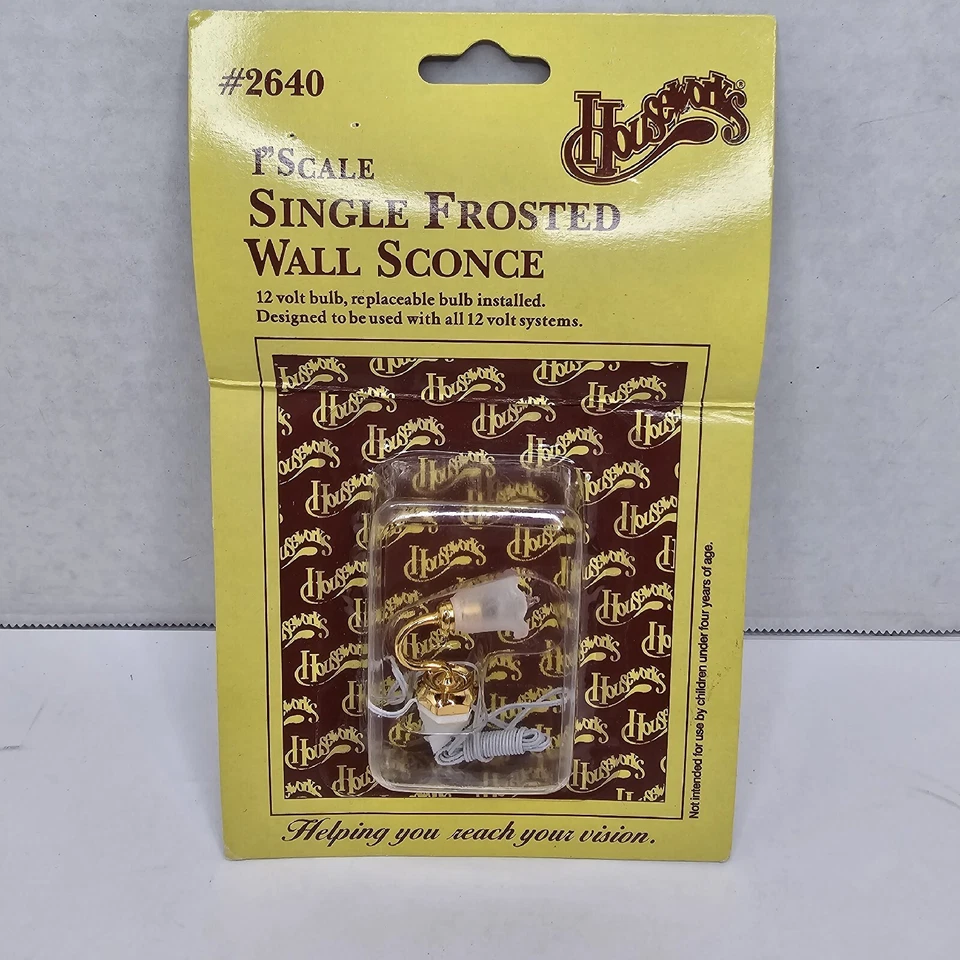 #2640
Houseworks®
1" SCALE
SINGLE FROSTED
WALL SCONCE
12 volt bulb, replaceable bulb installed.
Designed to be used with all 12 volt systems.
Houseworks
Not intended for use by children under four years of age.
Helping you reach your vision.